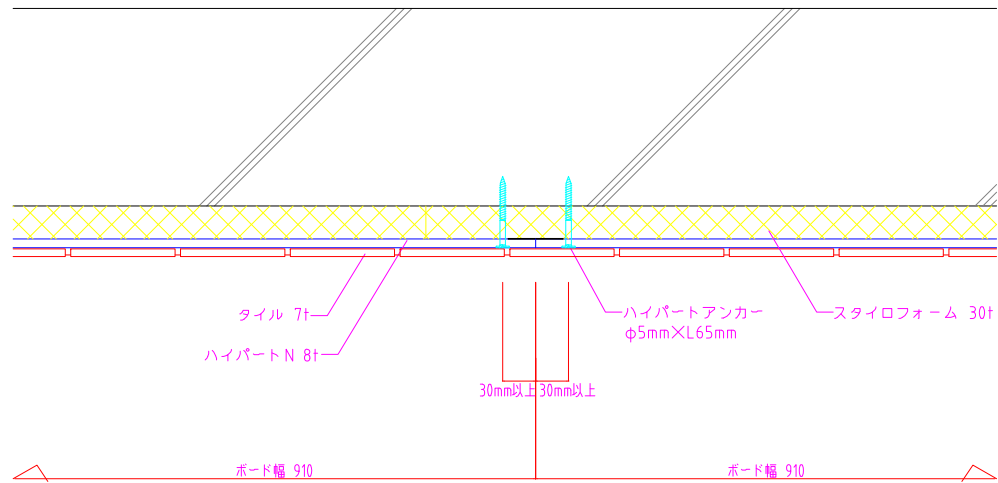 タイル 7t
ハイパートN 8t
ハイパートアンカー
φ5mm×L65mm
スタイロフォーム 30t
30mm以上 30mm以上
ボード幅 910
ボード幅 910